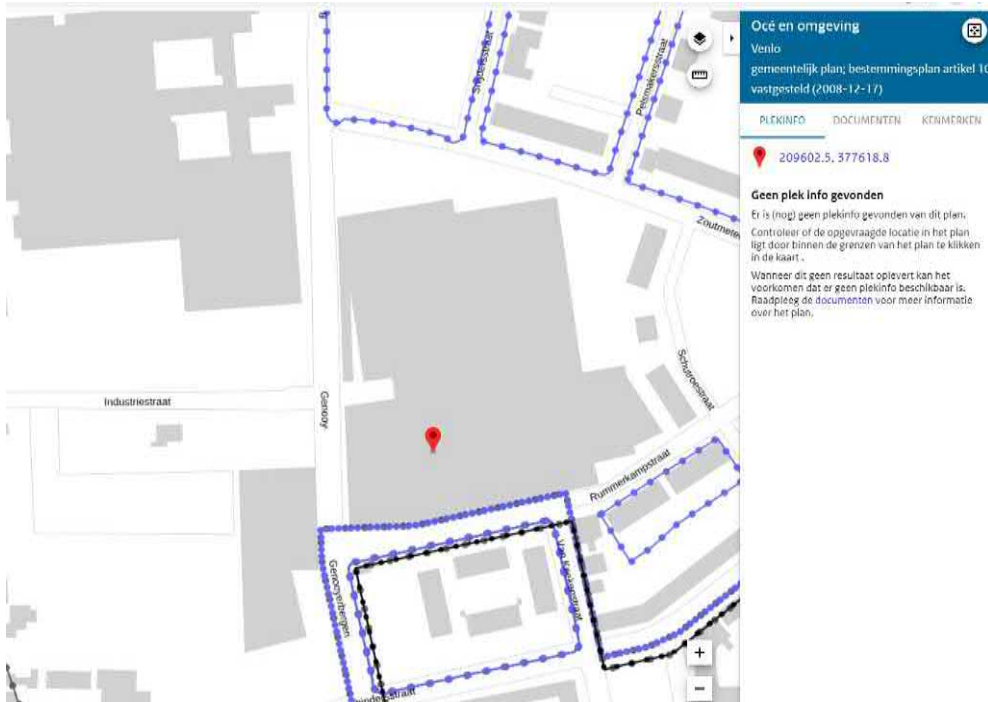 Océ en omgeving
Venlo
gemeentelijk plan; bestemmingsplan artikel 10
vastgesteld (2008-12-17)
PLEKINFO DOCUMENTEN KENMERKEN
209602.5, 377618.8
Geen plek info gevonden
Er is (nog) geen plekinfo gevonden van dit plan.
Controleer of de opgevraagde locatie in het plan
ligt door binnen de grenzen van het plan te klikken
in de kaart .
Wanneer dit geen resultaat oplevert kan het
voorkomen dat er geen plekinfo beschikbaar is.
Raadpleeg de documenten voor meer informatie
over het plan.
Snijdersstraat
Pelsmakersstraat
Zoutmete
Industriestraat
Genooy
Schutroestraat
Rummerkampstraat
Genooyerbergen
+
−